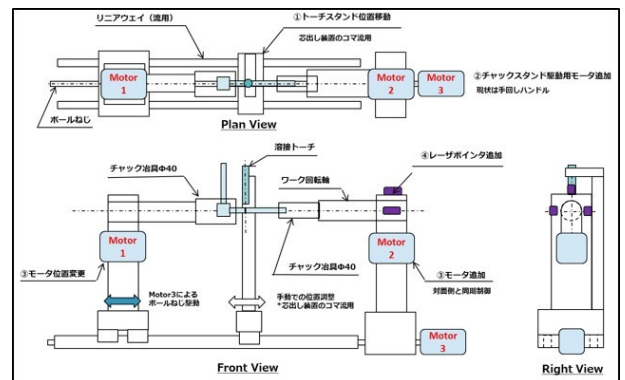 リニアウェイ（流用）
①トーチスタンド位置移動
芯出し装置のコマ流用
Motor
1
Motor
2
Motor
3
②チャックスタンド駆動用モータ追加
現状は手回しハンドル
ボールねじ
Plan View
溶接トーチ
チャック冶具Φ40
ワーク回転軸
④レーザポインタ追加
Motor
1
Motor
2
③モータ位置変更
チャック冶具Φ40
③モータ追加
対面側と同期制御
Motor3による
ボールねじ駆動
手動での位置調整
*芯出し装置のコマ流用
Motor
3
Front View
Right View